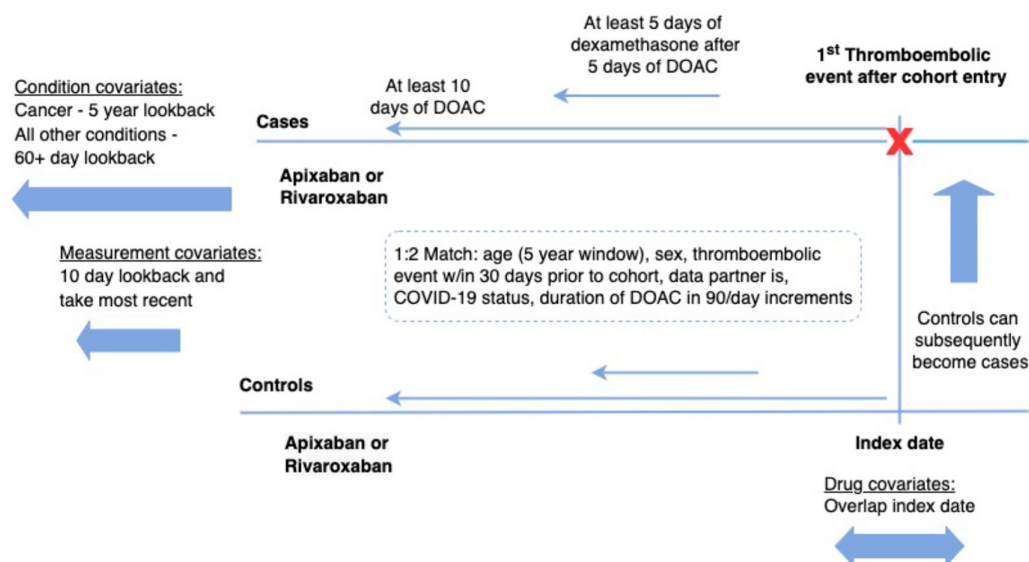 At least 5 days of
dexamethasone after
5 days of DOAC
1st Thromboembolic
event after cohort entry
Condition covariates:
Cancer - 5 year lookback
All other conditions -
60+ day lookback
At least 10
days of DOAC
Cases
X
Apixaban or
Rivaroxaban
Measurement covariates:
10 day lookback and
take most recent
1:2 Match: age (5 year window), sex, thromboembolic
event w/in 30 days prior to cohort, data partner is,
COVID-19 status, duration of DOAC in 90/day increments
Controls can
subsequently
become cases
Controls
Apixaban or
Rivaroxaban
Index date
Drug covariates:
Overlap index date